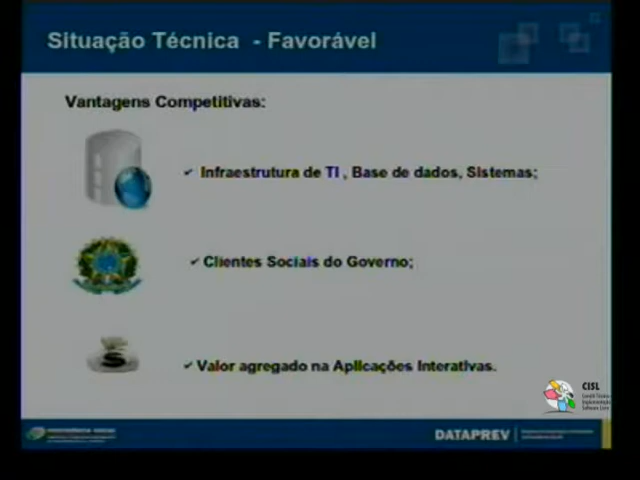 Situação Técnica - Favorável
Vantagens Competitivas:
✔ Infraestrutura de TI , Base de dados, Sistemas;
✔ Clientes Sociais do Governo;
$
✔ Valor agregado na Aplicações Interativas.
CISL
DATAPREV